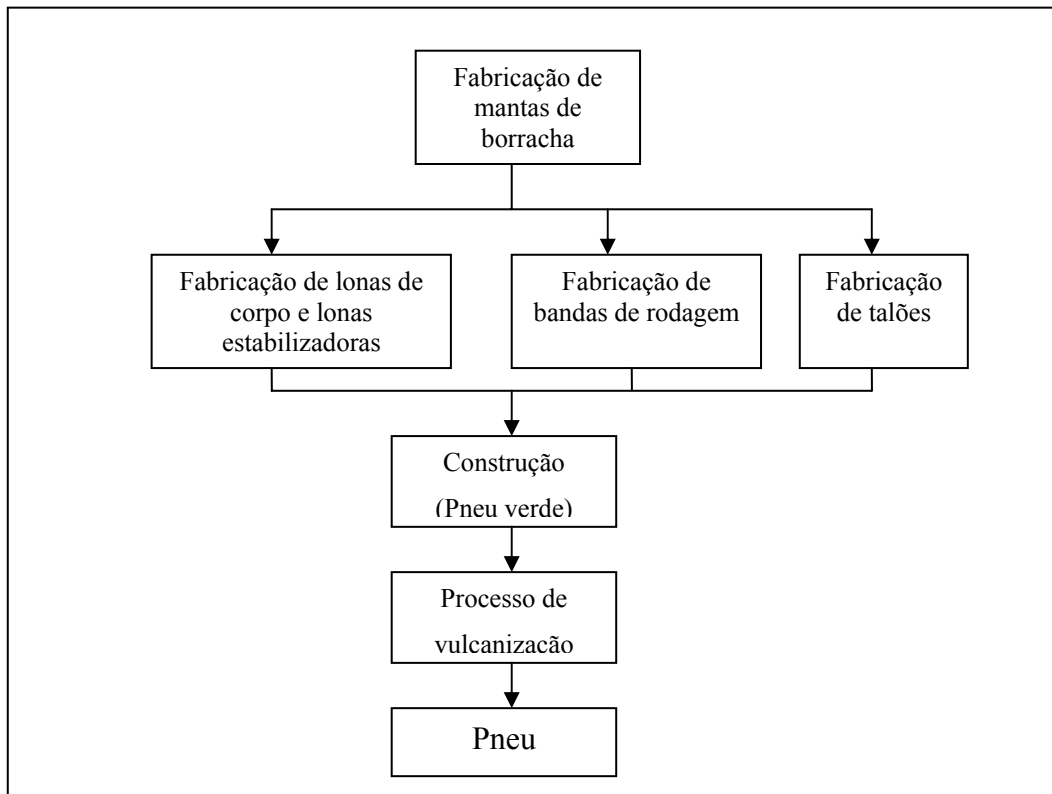 Fabricação de
mantas de
borracha
Fabricação de lonas de
corpo e lonas
estabilizadoras
Fabricação de
bandas de rodagem
Fabricação
de talões
Construção
(Pneu verde)
Processo de
vulcanização
Pneu